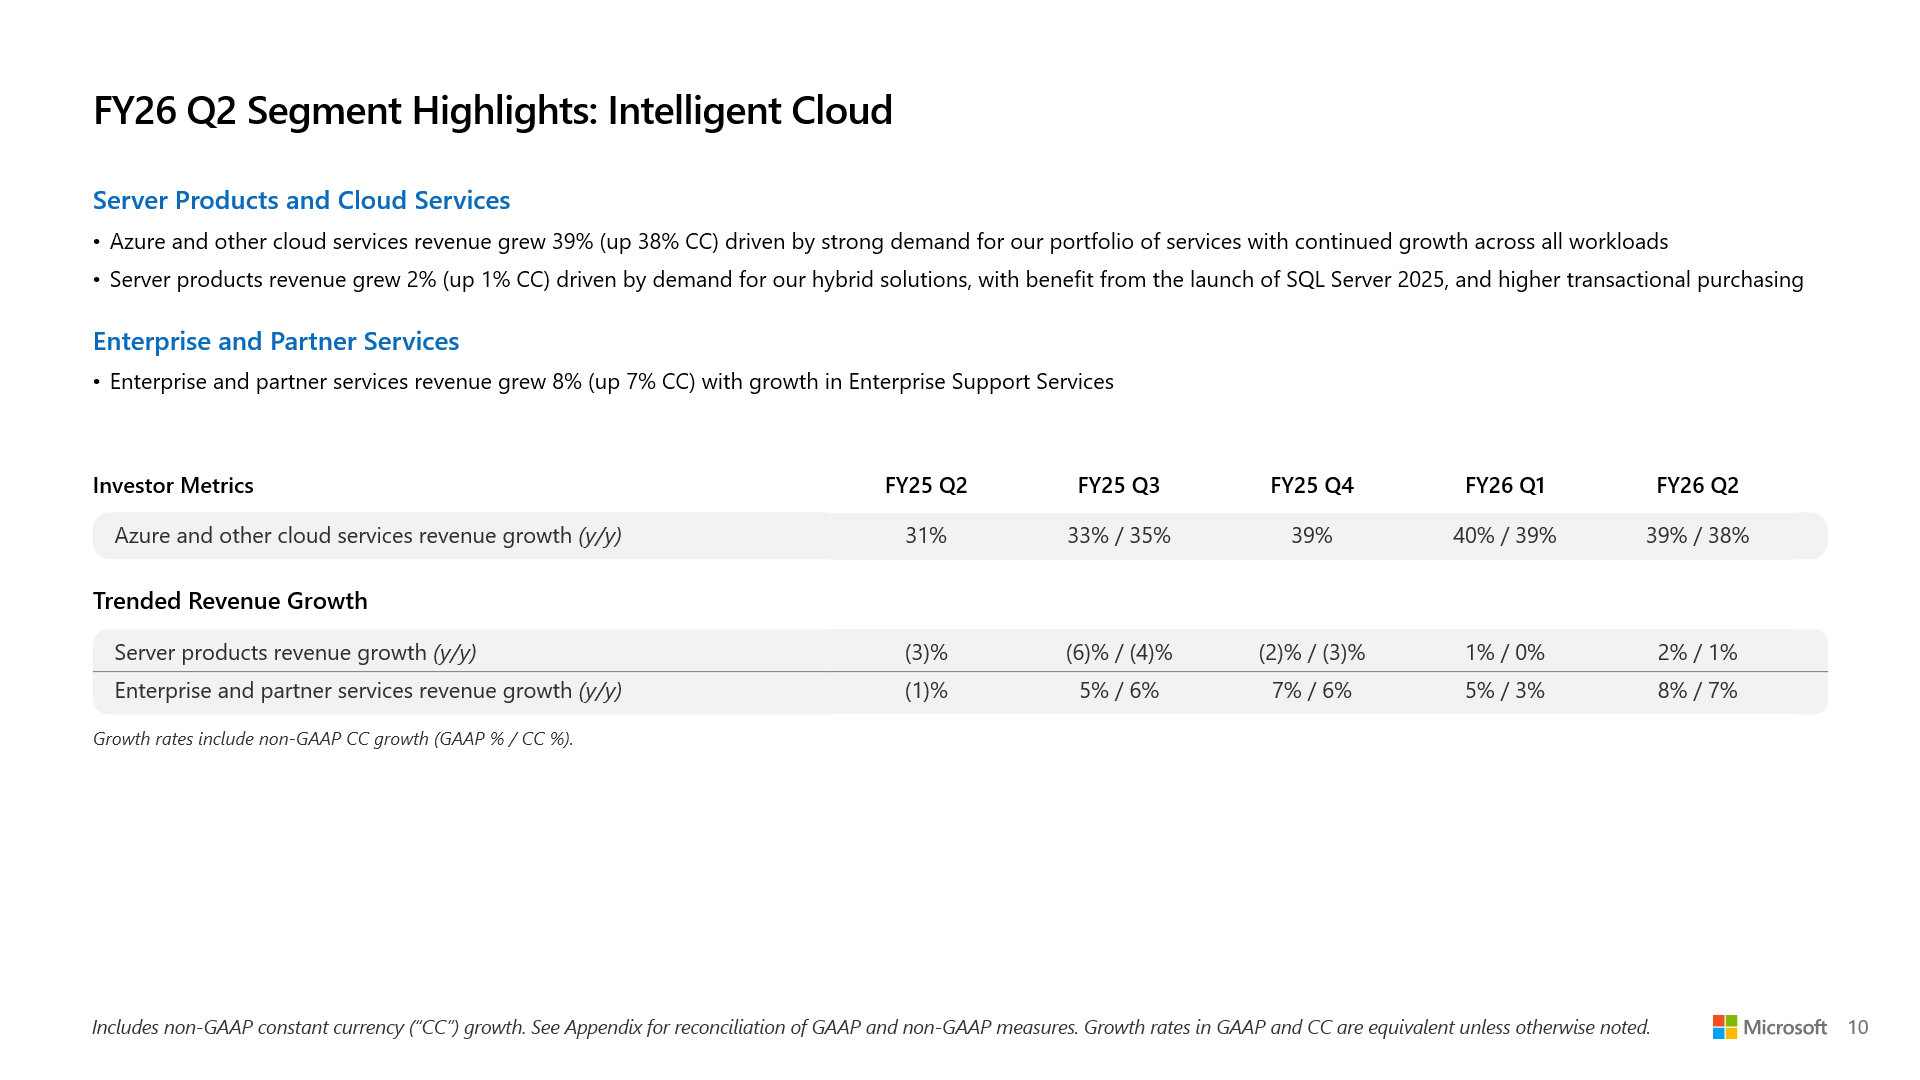 FY26 Q2 Segment Highlights: Intelligent Cloud
Server Products and Cloud Services
• Azure and other cloud services revenue grew 39% (up 38% CC) driven by strong demand for our portfolio of services with continued growth across all workloads
• Server products revenue grew 2% (up 1% CC) driven by demand for our hybrid solutions, with benefit from the launch of SQL Server 2025, and higher transactional purchasing
Enterprise and Partner Services
• Enterprise and partner services revenue grew 8% (up 7% CC) with growth in Enterprise Support Services
Investor Metrics FY25 Q2 FY25 Q3 FY25 Q4 FY26 Q1 FY26 Q2
Azure and other cloud services revenue growth (y/y) 31% 33% / 35% 39% 40% / 39% 39% / 38%
Trended Revenue Growth
Server products revenue growth (y/y) (3)% (6)% / (4)% (2)% / (3)% 1% / 0% 2% / 1%
Enterprise and partner services revenue growth (y/y) (1)% 5% / 6% 7% / 6% 5% / 3% 8% / 7%
Growth rates include non-GAAP CC growth (GAAP % / CC %).
Includes non-GAAP constant currency (“CC”) growth. See Appendix for reconciliation of GAAP and non-GAAP measures. Growth rates in GAAP and CC are equivalent unless otherwise noted.
Microsoft 10